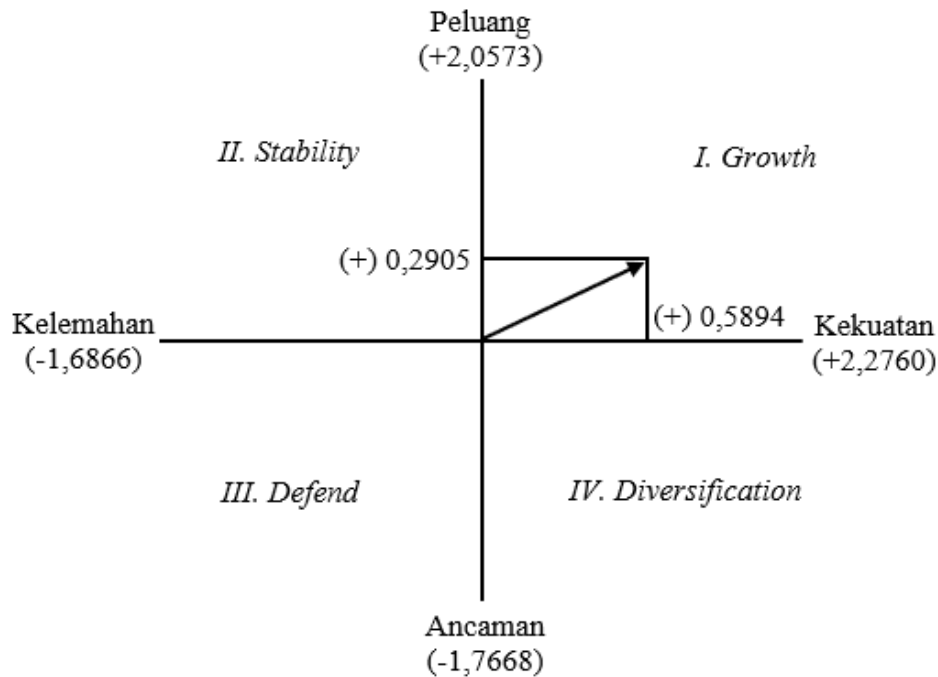 Peluang
(+2,0573)
II. Stability
I. Growth
(+) 0,2905
(+) 0,5894
Kelemahan
(-1,6866)
Kekuatan
(+2,2760)
III. Defend
IV. Diversification
Ancaman
(-1,7668)